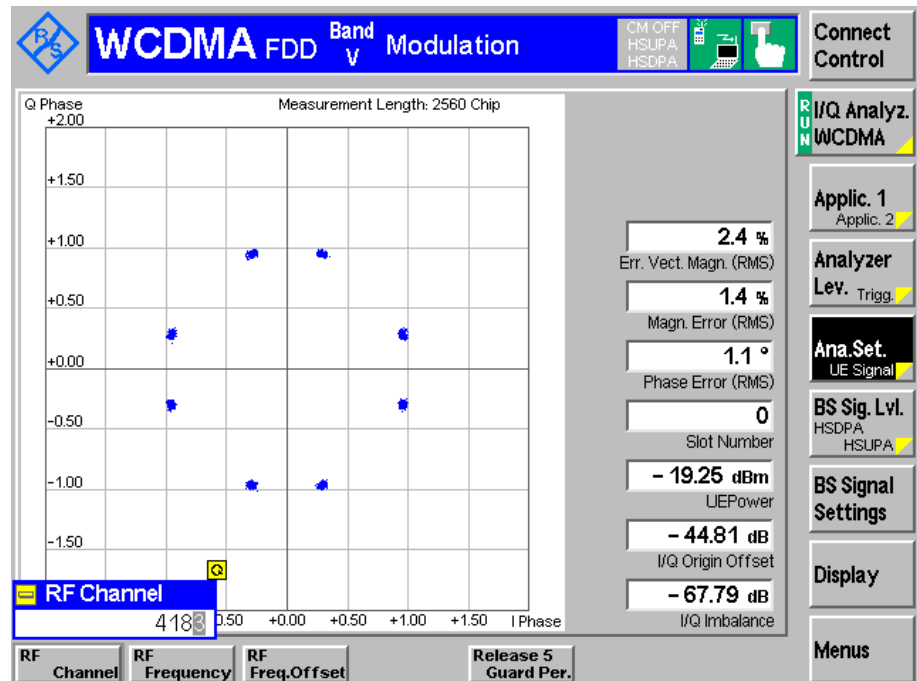 R&S
WCDMA FDD Band V Modulation
CM OFF
HSUPA
HSDPA
Connect Control
Q Phase
Measurement Length: 2560 Chip
+2.00
+1.50
+1.00
+0.50
+0.00
-0.50
-1.00
-1.50
Q
0.50 +0.00 +0.50 +1.00 +1.50 I Phase
2.4 %
Err. Vect. Magn. (RMS)
1.4 %
Magn. Error (RMS)
1.1 °
Phase Error (RMS)
0
Slot Number
- 19.25 dBm
UEPower
- 44.81 dB
I/Q Origin Offset
- 67.79 dB
I/Q Imbalance
RF Channel
4183
RUN
I/Q Analyz.
WCDMA
Applic. 1
Applic. 2
Analyzer
Lev. Trigg.
Ana.Set.
UE Signal
BS Sig. Lvl.
HSDPA
HSUPA
BS Signal
Settings
Display
Menus
RF Channel
RF Frequency
RF Freq.Offset
Release 5 Guard Per.